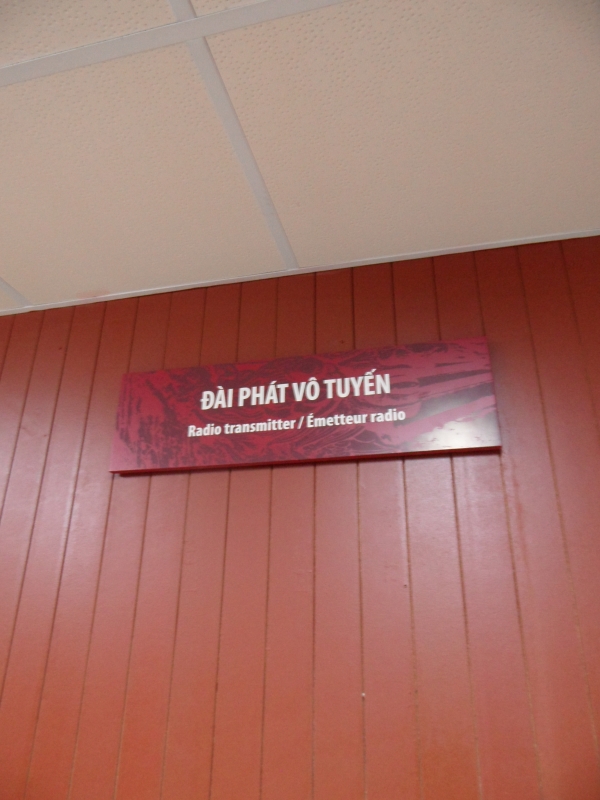 ĐÀI PHÁT VÔ TUYẾN
Radio transmitter / Émetteur radio